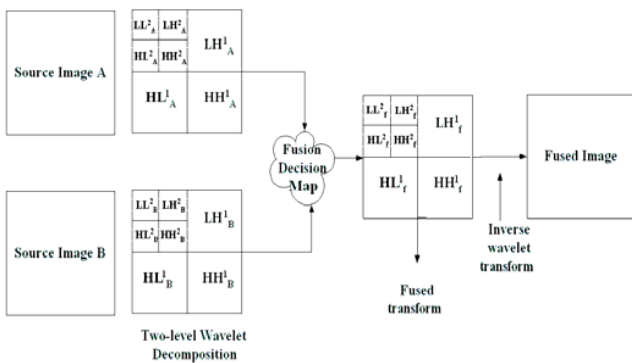 LL²A LH²A
HL²A HH²A
LH¹A
HL¹A HH¹A
Source Image A
LL²f LH²f
HL²f HH²f
LH¹f
HL¹f HH¹f
Fusion
Decision
Map
Fused Image
LL²B LH²B
HL²B HH²B
LH¹B
HL¹B HH¹B
Source Image B
Inverse
wavelet
transform
Fused
transform
Two-level Wavelet
Decomposition